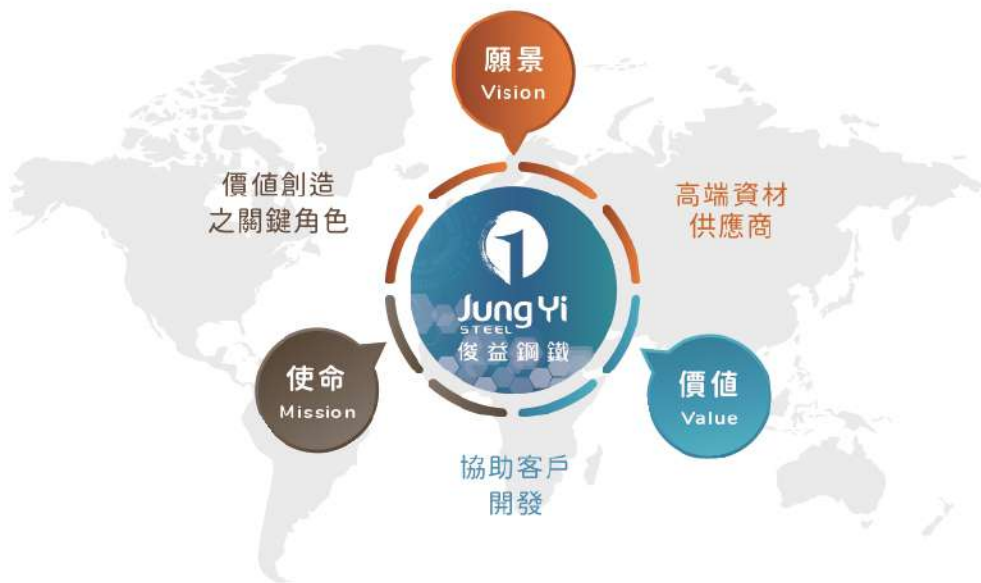 願景
Vision
價值創造
之關鍵角色
高端資材
供應商
Jung Yi
STEEL
俊益鋼鐵
使命
Mission
價值
Value
協助客戶
開發